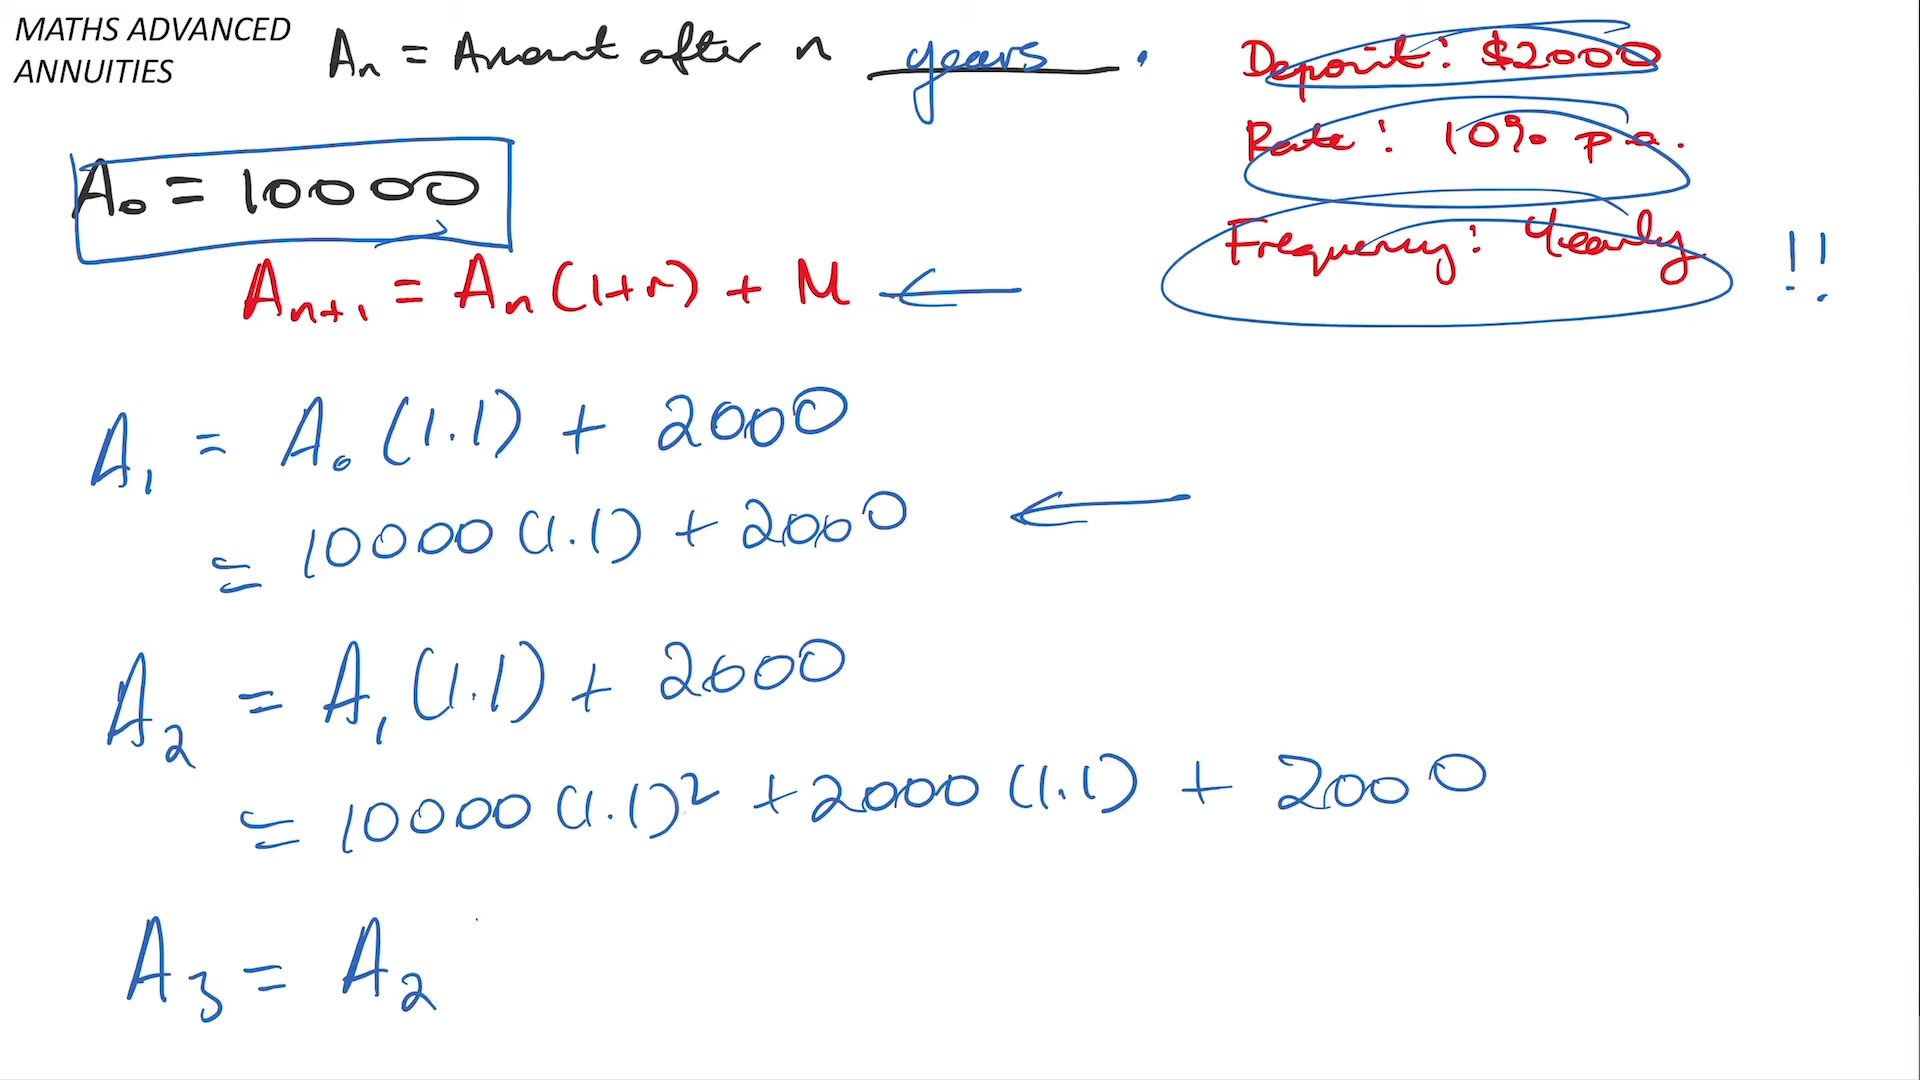 MATHS ADVANCED
ANNUITIES
Aₙ = Amount after n years.
Deposit: $2000
Rate: 10% p.a.
Frequency: Yearly !!
A₀ = 10000
Aₙ₊₁ = Aₙ(1+r) + M
A₁ = A₀(1.1) + 2000
= 10000(1.1) + 2000
A₂ = A₁(1.1) + 2000
= 10000(1.1)² + 2000(1.1) + 2000
A₃ = A₂